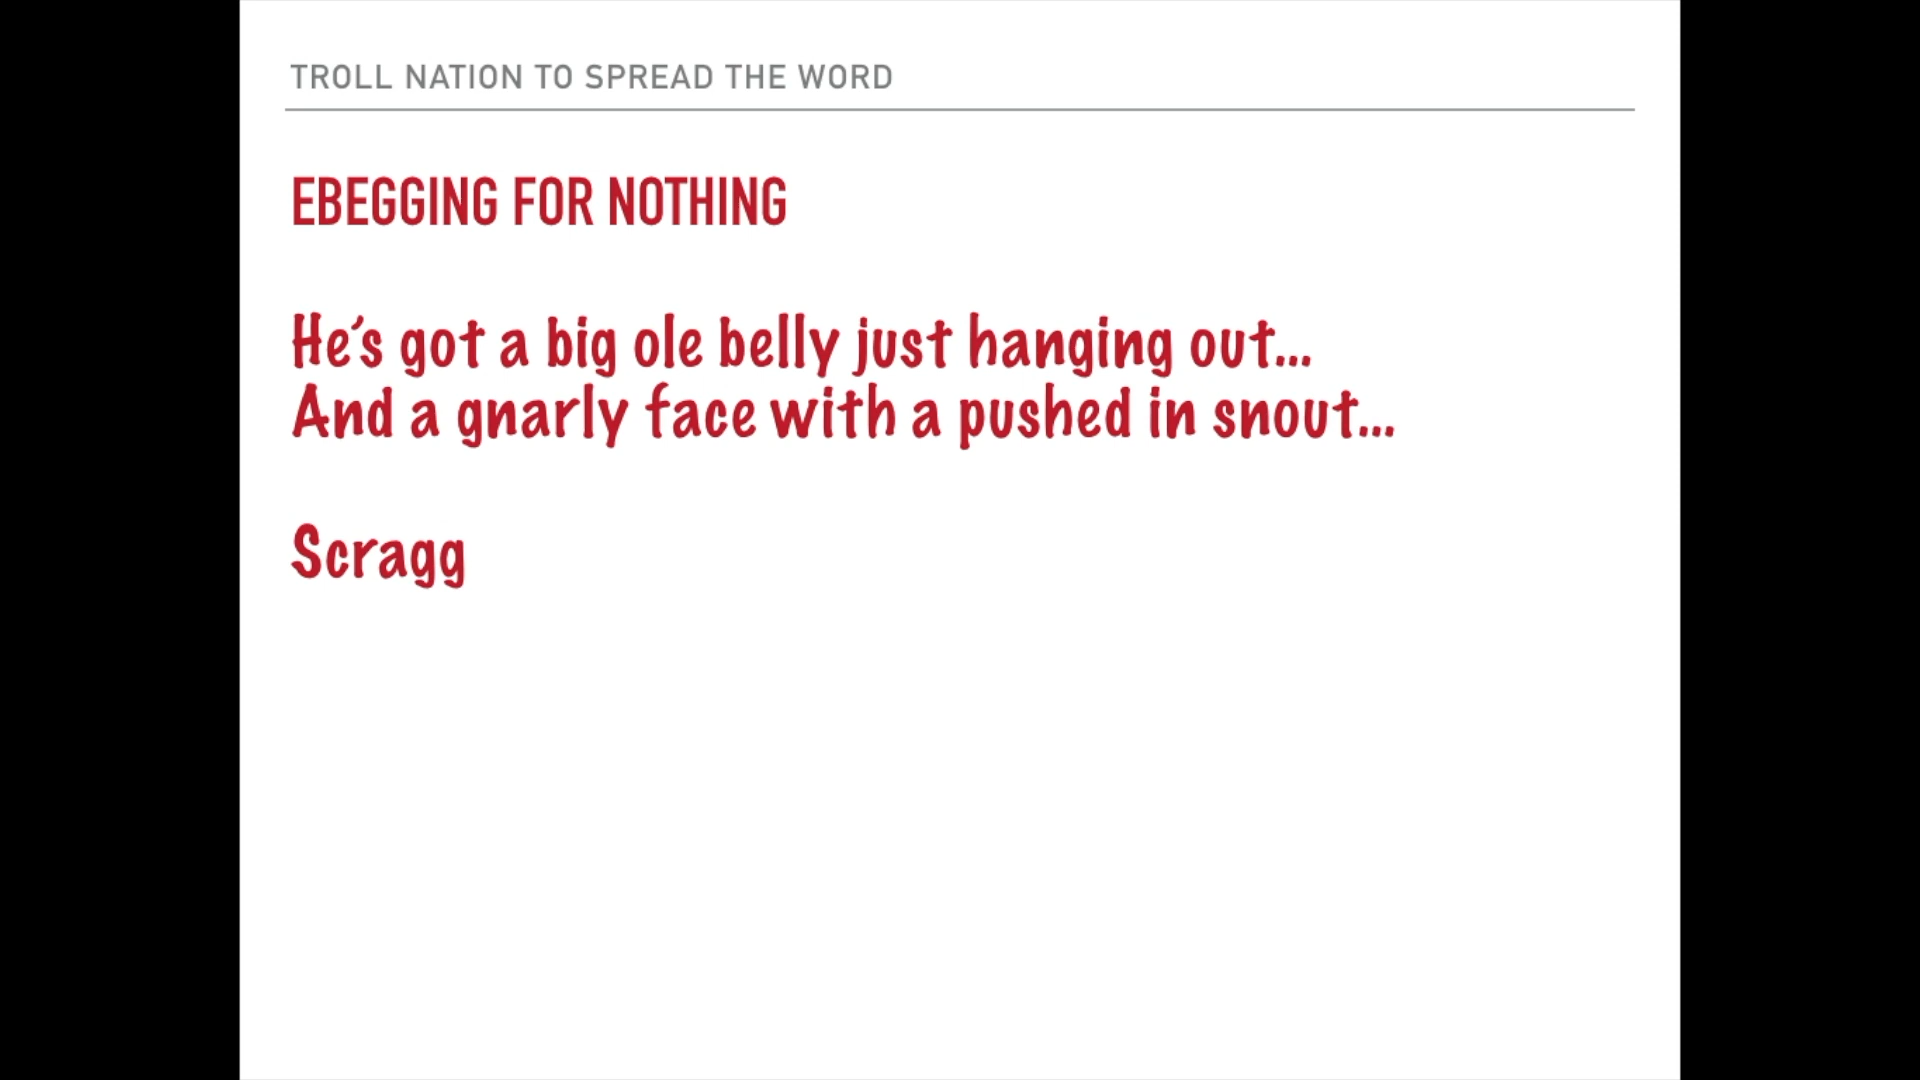 TROLL NATION TO SPREAD THE WORD
EBEGGING FOR NOTHING
He's got a big ole belly just hanging out...
And a gnarly face with a pushed in snout...
Scragg